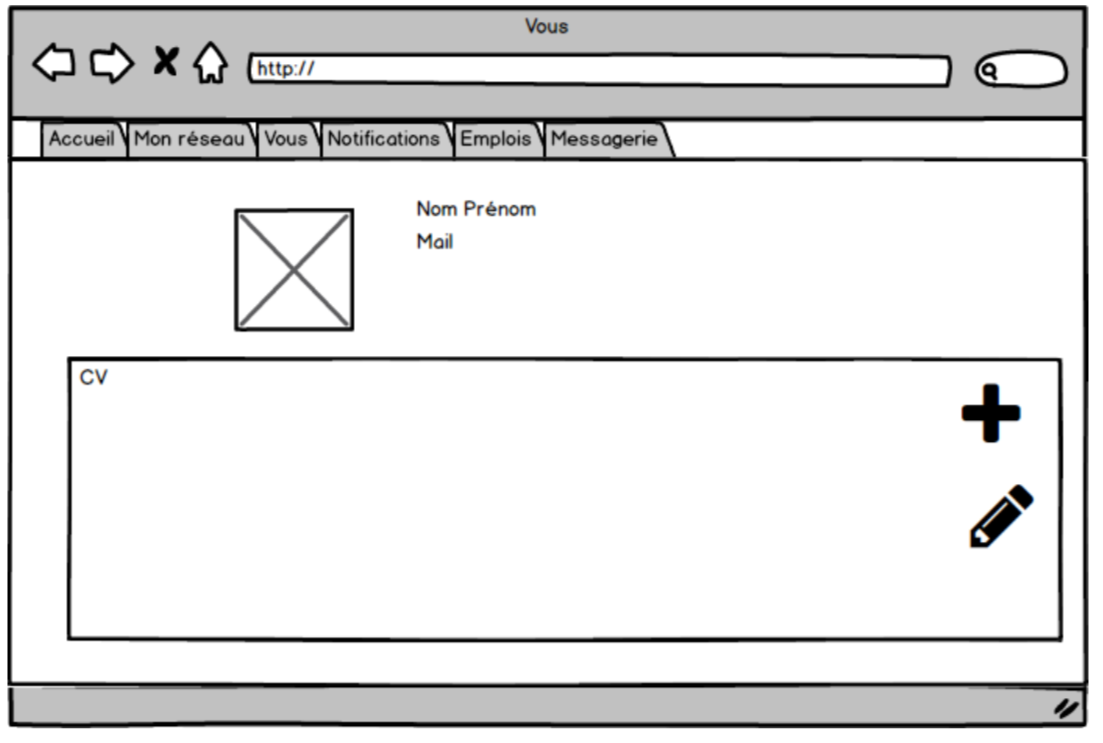 Vous
http://
Accueil Mon réseau Vous Notifications Emplois Messagerie
Nom Prénom
Mail
CV